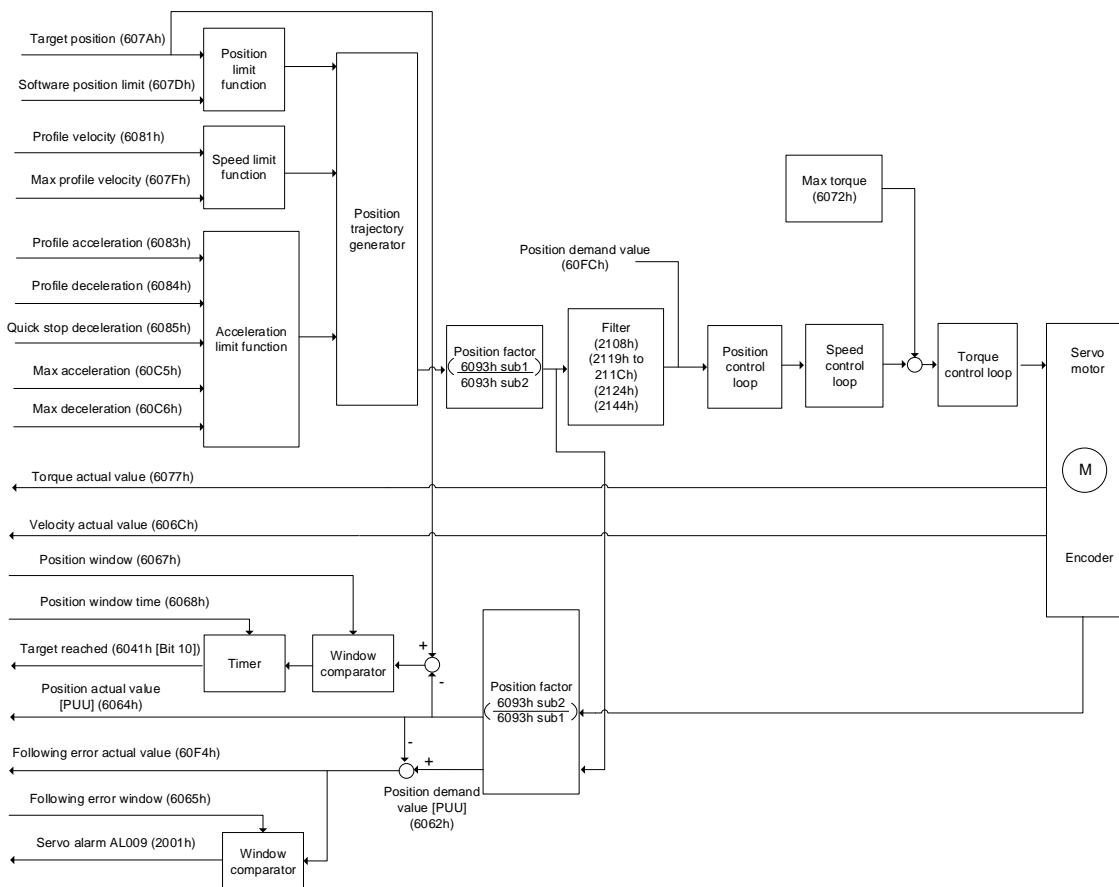 Target position (607Ah)
Software position limit (607Dh)
Position
limit
function
Profile velocity (6081h)
Max profile velocity (607Fh)
Speed limit
function
Profile acceleration (6083h)
Profile deceleration (6084h)
Quick stop deceleration (6085h)
Max acceleration (60C5h)
Max deceleration (60C6h)
Acceleration
limit function
Position
trajectory
generator
Position factor
(6093h sub1
6093h sub2)
Filter
(2108h)
(2119h to
211Ch)
(2124h)
(2144h)
Position demand value
(60FCh)
Position
control
loop
Speed
control
loop
Max torque
(6072h)
Torque
control loop
Servo
motor
M
Encoder
Torque actual value (6077h)
Velocity actual value (606Ch)
Position window (6067h)
Position window time (6068h)
Target reached (6041h [Bit 10])
Timer
Window
comparator
+
-
Position actual value
[PUU] (6064h)
Position factor
(6093h sub2
6093h sub1)
-
+
Following error actual value (60F4h)
Position demand
value [PUU]
(6062h)
Following error window (6065h)
Servo alarm AL009 (2001h)
Window
comparator